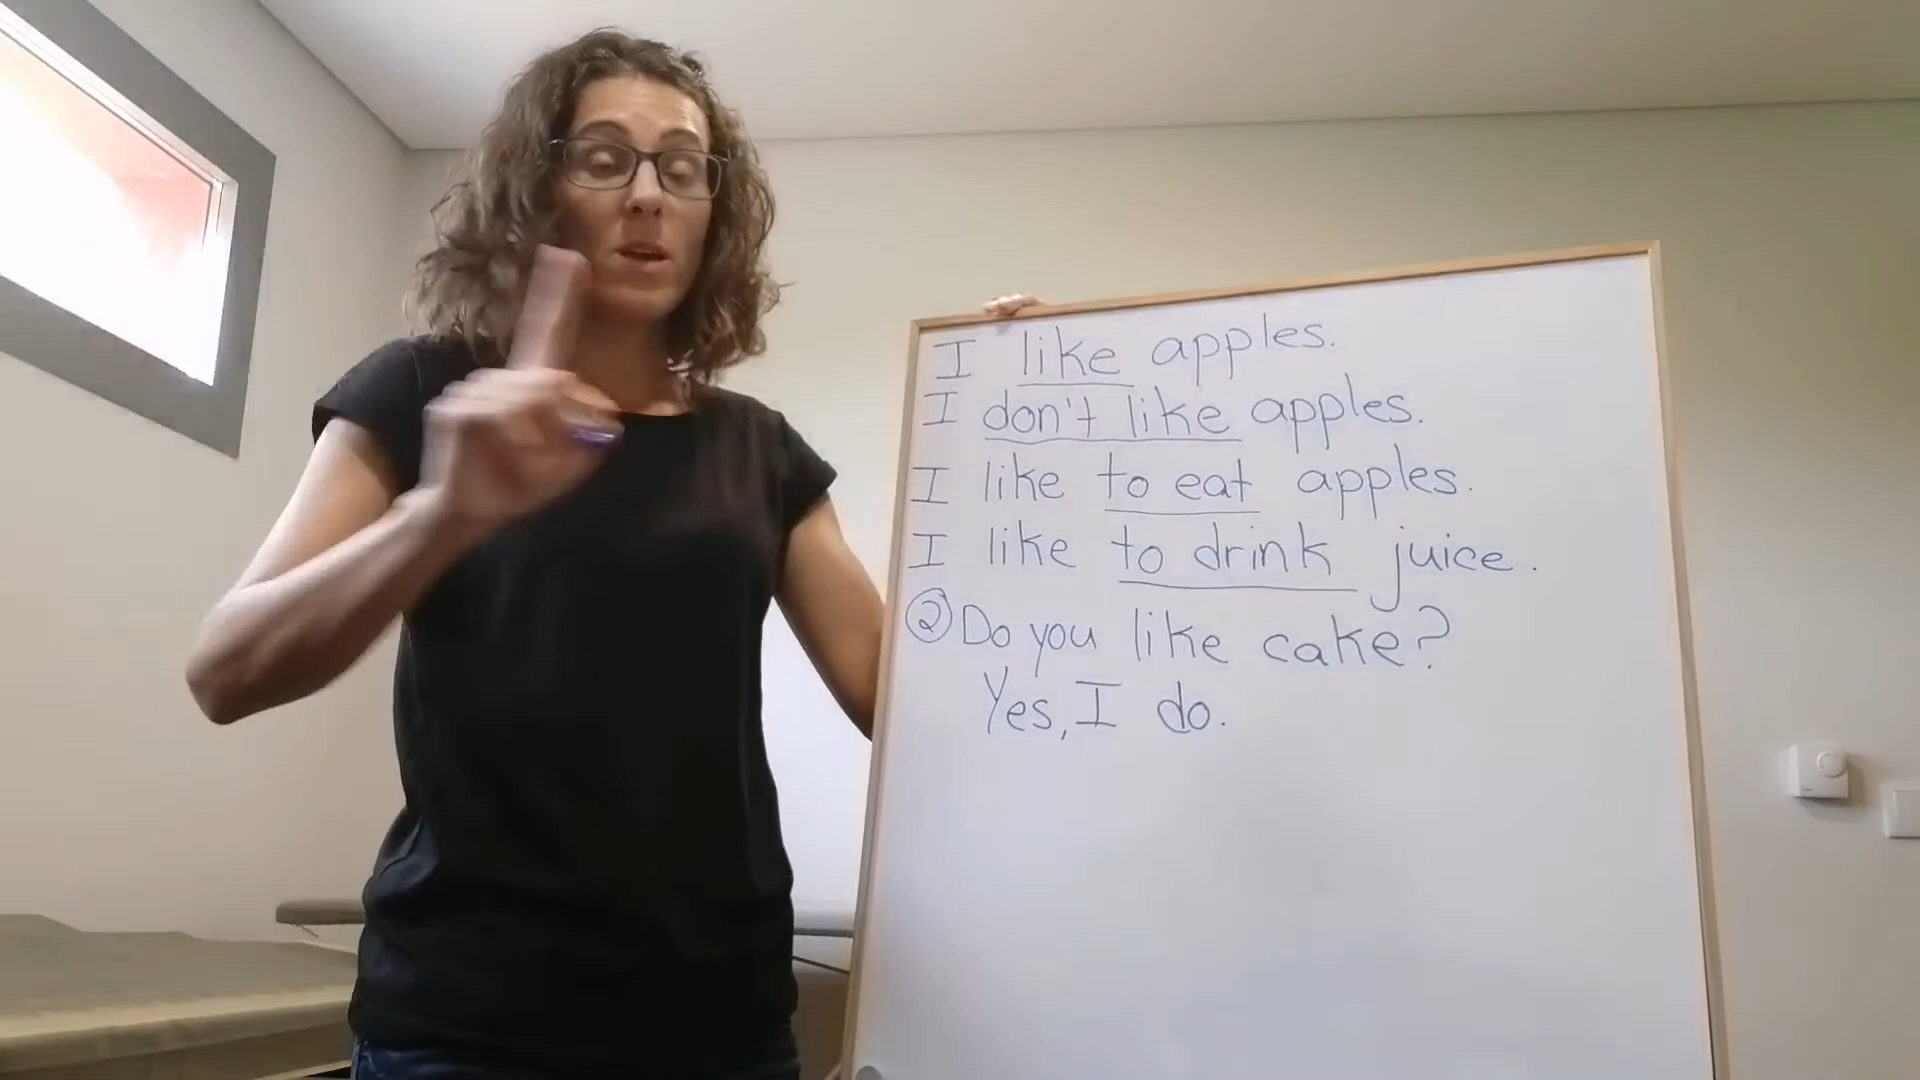 I like apples.
I don't like apples.
I like to eat apples.
I like to drink juice.
② Do you like cake?
Yes, I do.